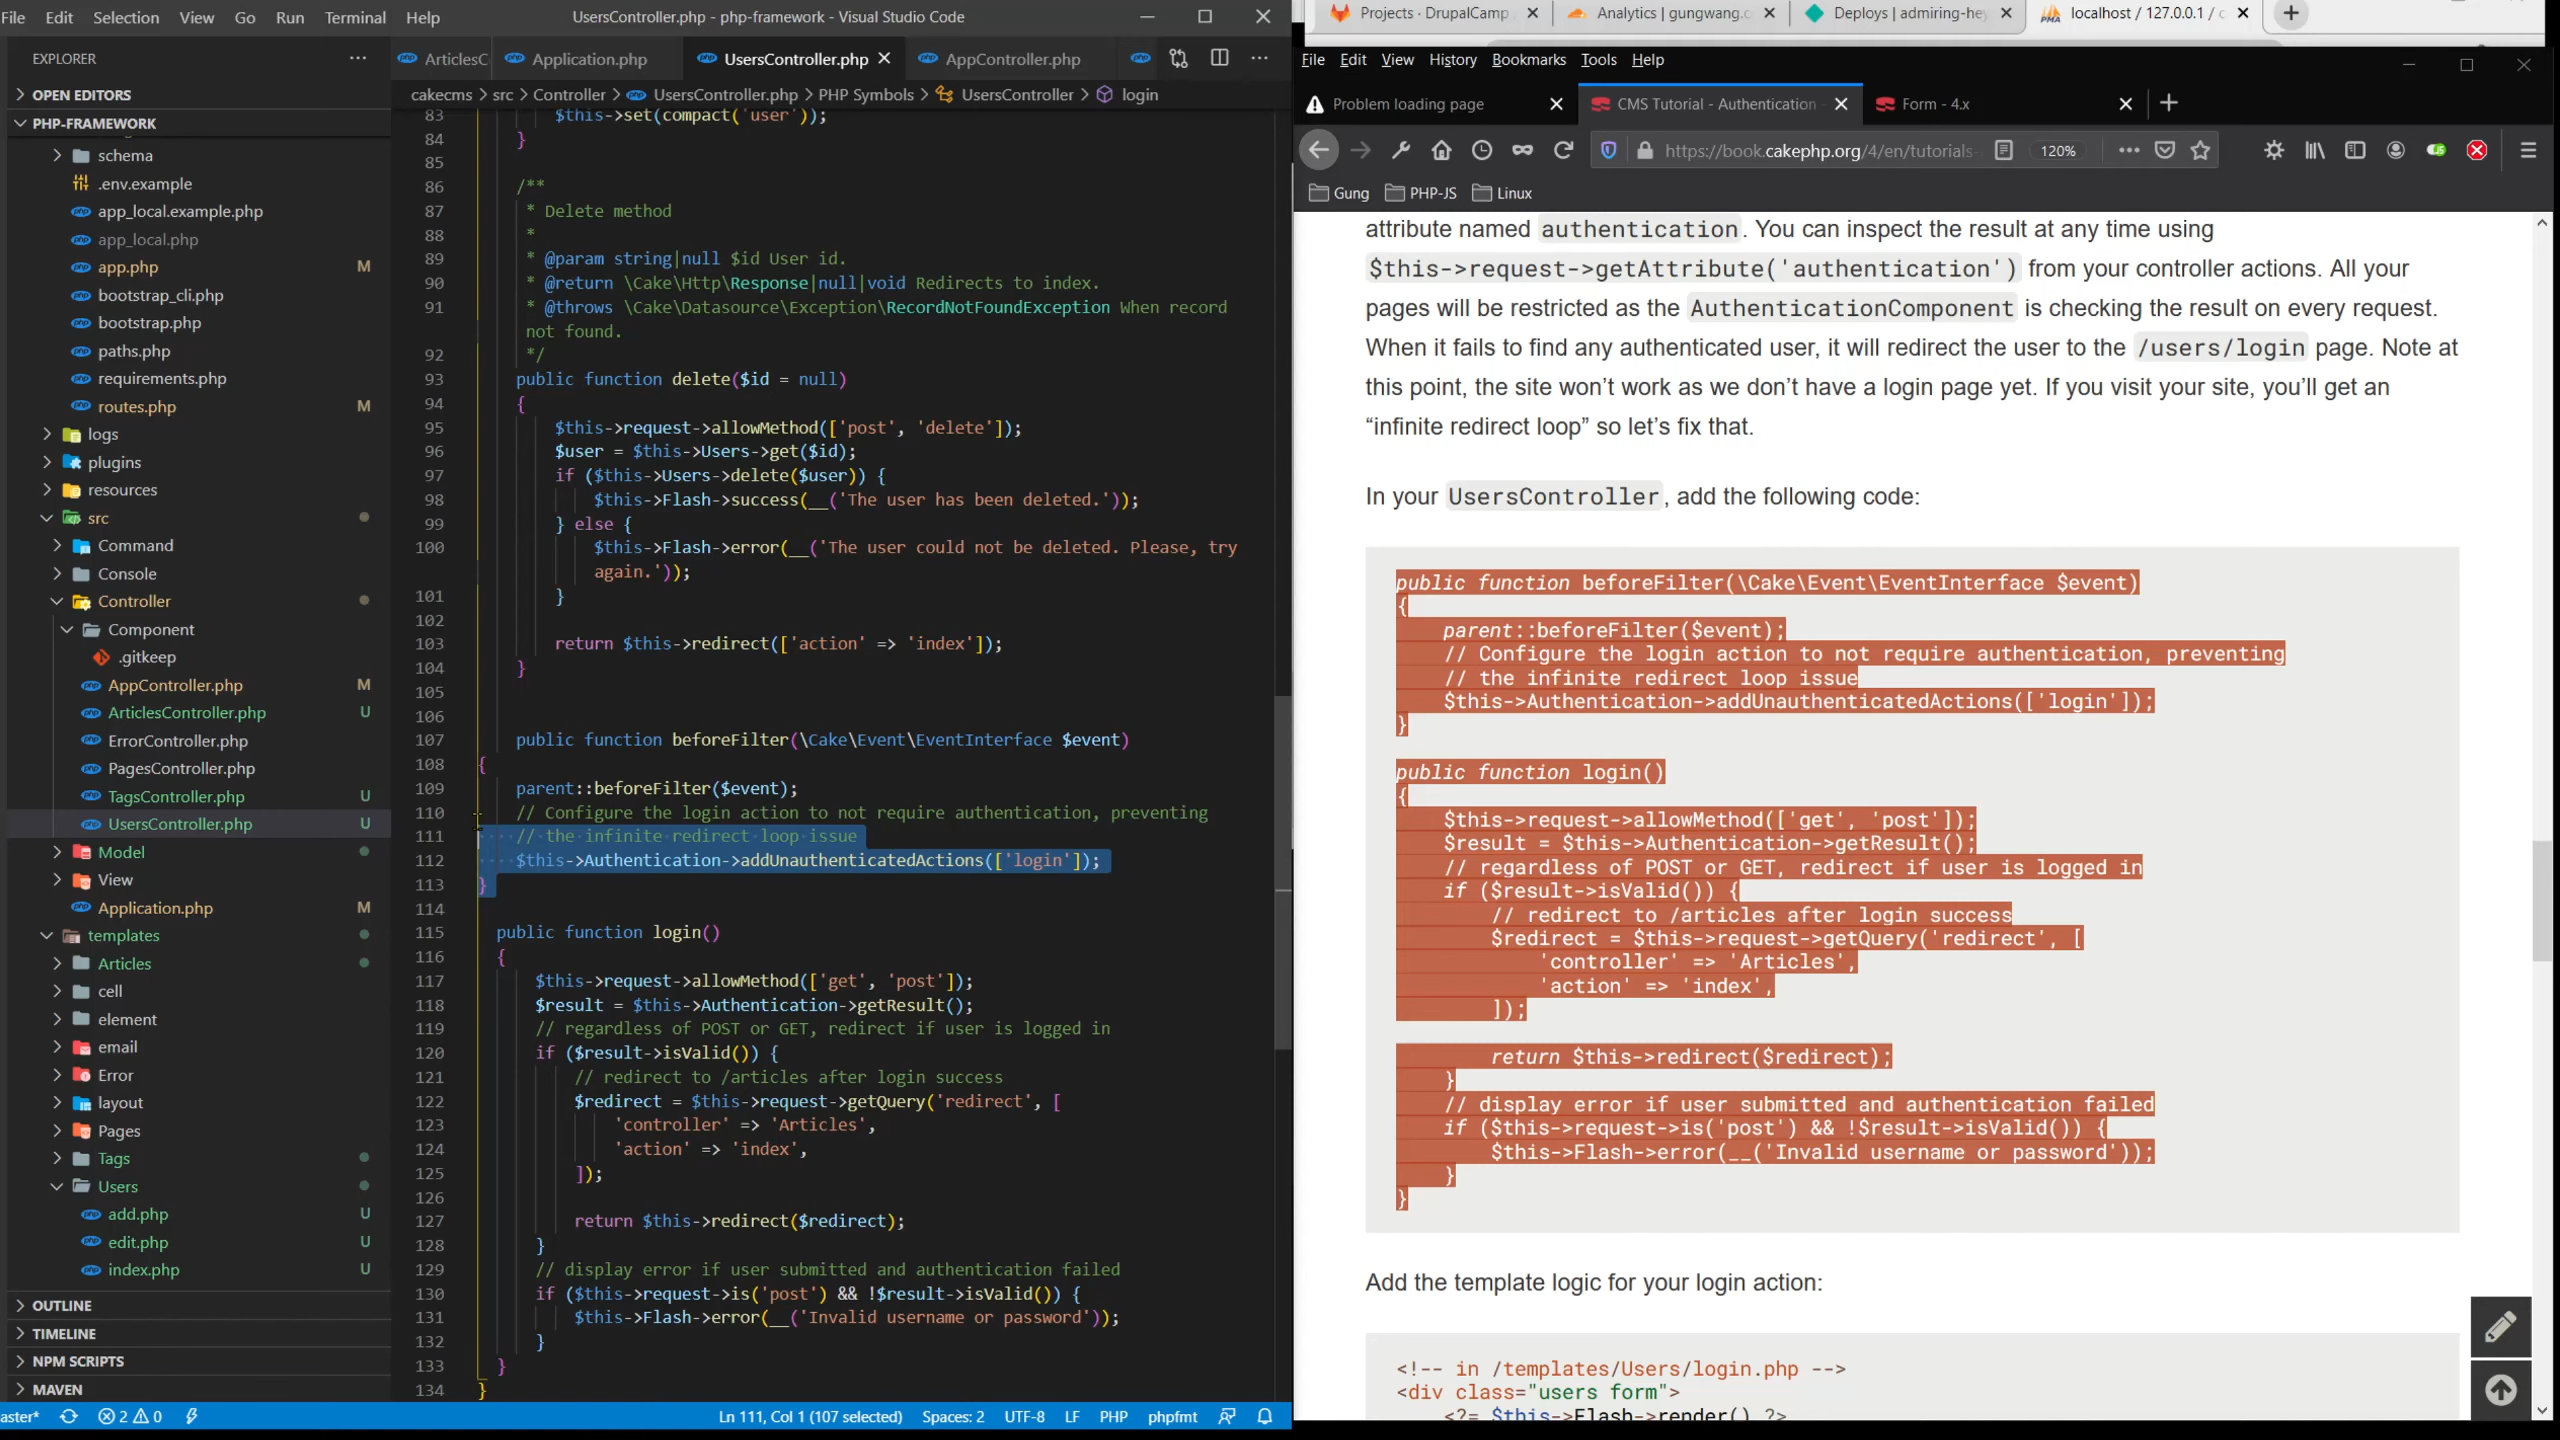 File Edit Selection View Go Run Terminal Help
UsersController.php - php-framework - Visual Studio Code
EXPLORER
OPEN EDITORS
PHP-FRAMEWORK
schema
.env.example
app_local.example.php
app_local.php
app.php M
bootstrap_cli.php
bootstrap.php
paths.php
requirements.php
routes.php M
logs
plugins
resources
src
Command
Console
Controller
Component
.gitkeep
AppController.php M
ArticlesController.php U
ErrorController.php
PagesController.php
TagsController.php U
UsersController.php U
Model
View
Application.php M
templates
Articles
cell
element
email
Error
layout
Pages
Tags
Users
add.php U
edit.php U
index.php U
OUTLINE
TIMELINE
NPM SCRIPTS
MAVEN
ArticlesC Application.php UsersController.php AppController.php
cakecms > src > Controller > UsersController.php > PHP Symbols > UsersController > login
83 $this->set(compact('user'));
84 }
85
86 /**
87 * Delete method
88 *
89 * @param string|null $id User id.
90 * @return \Cake\Http\Response|null|void Redirects to index.
91 * @throws \Cake\Datasource\Exception\RecordNotFoundException When record
not found.
92 */
93 public function delete($id = null)
94 {
95 $this->request->allowMethod(['post', 'delete']);
96 $user = $this->Users->get($id);
97 if ($this->Users->delete($user)) {
98 $this->Flash->success(__('The user has been deleted.'));
99 } else {
100 $this->Flash->error(__('The user could not be deleted. Please, try
again.'));
101 }
102
103 return $this->redirect(['action' => 'index']);
104 }
105
106
107 public function beforeFilter(\Cake\Event\EventInterface $event)
108 {
109 parent::beforeFilter($event);
110 // Configure the login action to not require authentication, preventing
111 // the infinite redirect loop issue
112 $this->Authentication->addUnauthenticatedActions(['login']);
113 }
114
115 public function login()
116 {
117 $this->request->allowMethod(['get', 'post']);
118 $result = $this->Authentication->getResult();
119 // regardless of POST or GET, redirect if user is logged in
120 if ($result->isValid()) {
121 // redirect to /articles after login success
122 $redirect = $this->request->getQuery('redirect', [
123 'controller' => 'Articles',
124 'action' => 'index',
125 ]);
126
127 return $this->redirect($redirect);
128 }
129 // display error if user submitted and authentication failed
130 if ($this->request->is('post') && !$result->isValid()) {
131 $this->Flash->error(__('Invalid username or password'));
132 }
133 }
134 }
aster* 2 0 Ln 111, Col 1 (107 selected) Spaces: 2 UTF-8 LF PHP phpfmt
Projects · DrupalCamp Analytics | gungwang.c Deploys | admiring-hey localhost / 127.0.0.1 / c
File Edit View History Bookmarks Tools Help
Problem loading page CMS Tutorial - Authentication Form - 4.x
https://book.cakephp.org/4/en/tutorials- 120%
Gung PHP-JS Linux
attribute named authentication. You can inspect the result at any time using
$this->request->getAttribute('authentication') from your controller actions. All your
pages will be restricted as the AuthenticationComponent is checking the result on every request.
When it fails to find any authenticated user, it will redirect the user to the /users/login page. Note at
this point, the site won’t work as we don’t have a login page yet. If you visit your site, you’ll get an
“infinite redirect loop” so let’s fix that.
In your UsersController, add the following code:
public function beforeFilter(\Cake\Event\EventInterface $event)
{
parent::beforeFilter($event);
// Configure the login action to not require authentication, preventing
// the infinite redirect loop issue
$this->Authentication->addUnauthenticatedActions(['login']);
}
public function login()
{
$this->request->allowMethod(['get', 'post']);
$result = $this->Authentication->getResult();
// regardless of POST or GET, redirect if user is logged in
if ($result->isValid()) {
// redirect to /articles after login success
$redirect = $this->request->getQuery('redirect', [
'controller' => 'Articles',
'action' => 'index',
]);
return $this->redirect($redirect);
}
// display error if user submitted and authentication failed
if ($this->request->is('post') && !$result->isValid()) {
$this->Flash->error(__('Invalid username or password'));
}
}
Add the template logic for your login action:
<!-- in /templates/Users/login.php -->
<div class="users form">
<?= $this->Flash->render() ?>